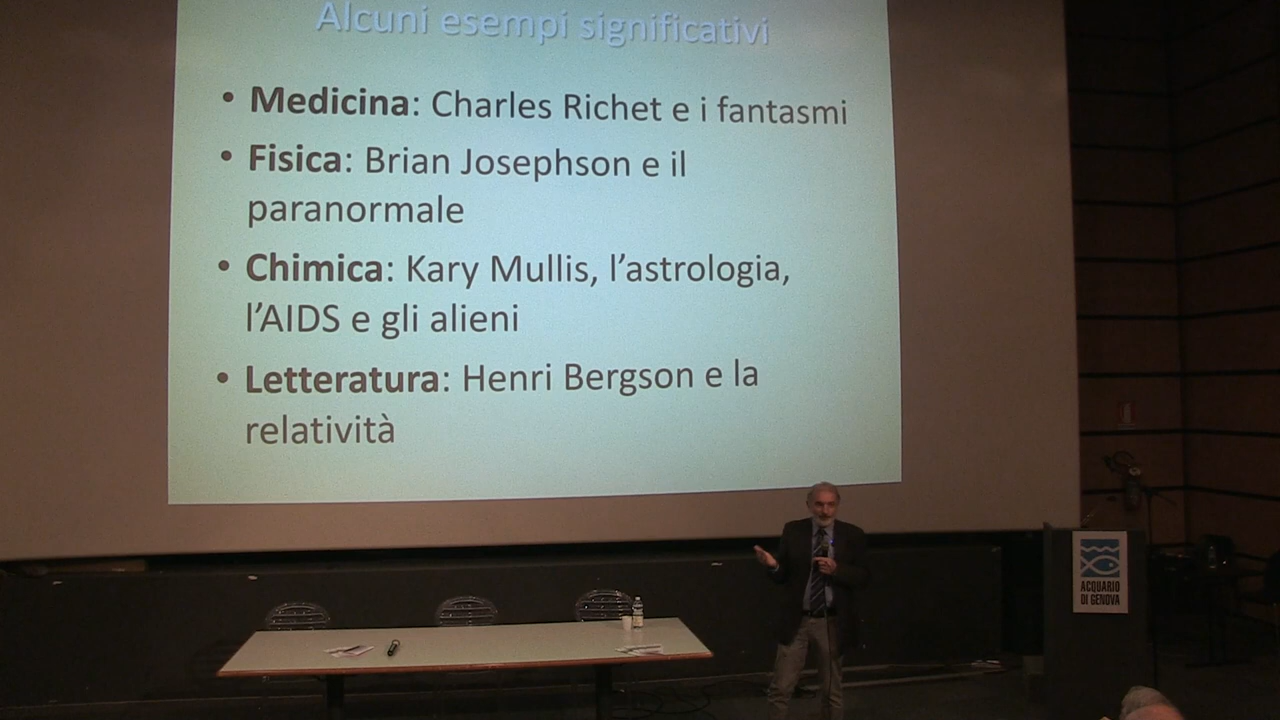 Alcuni esempi significativi
• Medicina: Charles Richet e i fantasmi
• Fisica: Brian Josephson e il
paranormale
• Chimica: Kary Mullis, l’astrologia,
l’AIDS e gli alieni
• Letteratura: Henri Bergson e la
relatività
ACQUARIO
DI GENOVA